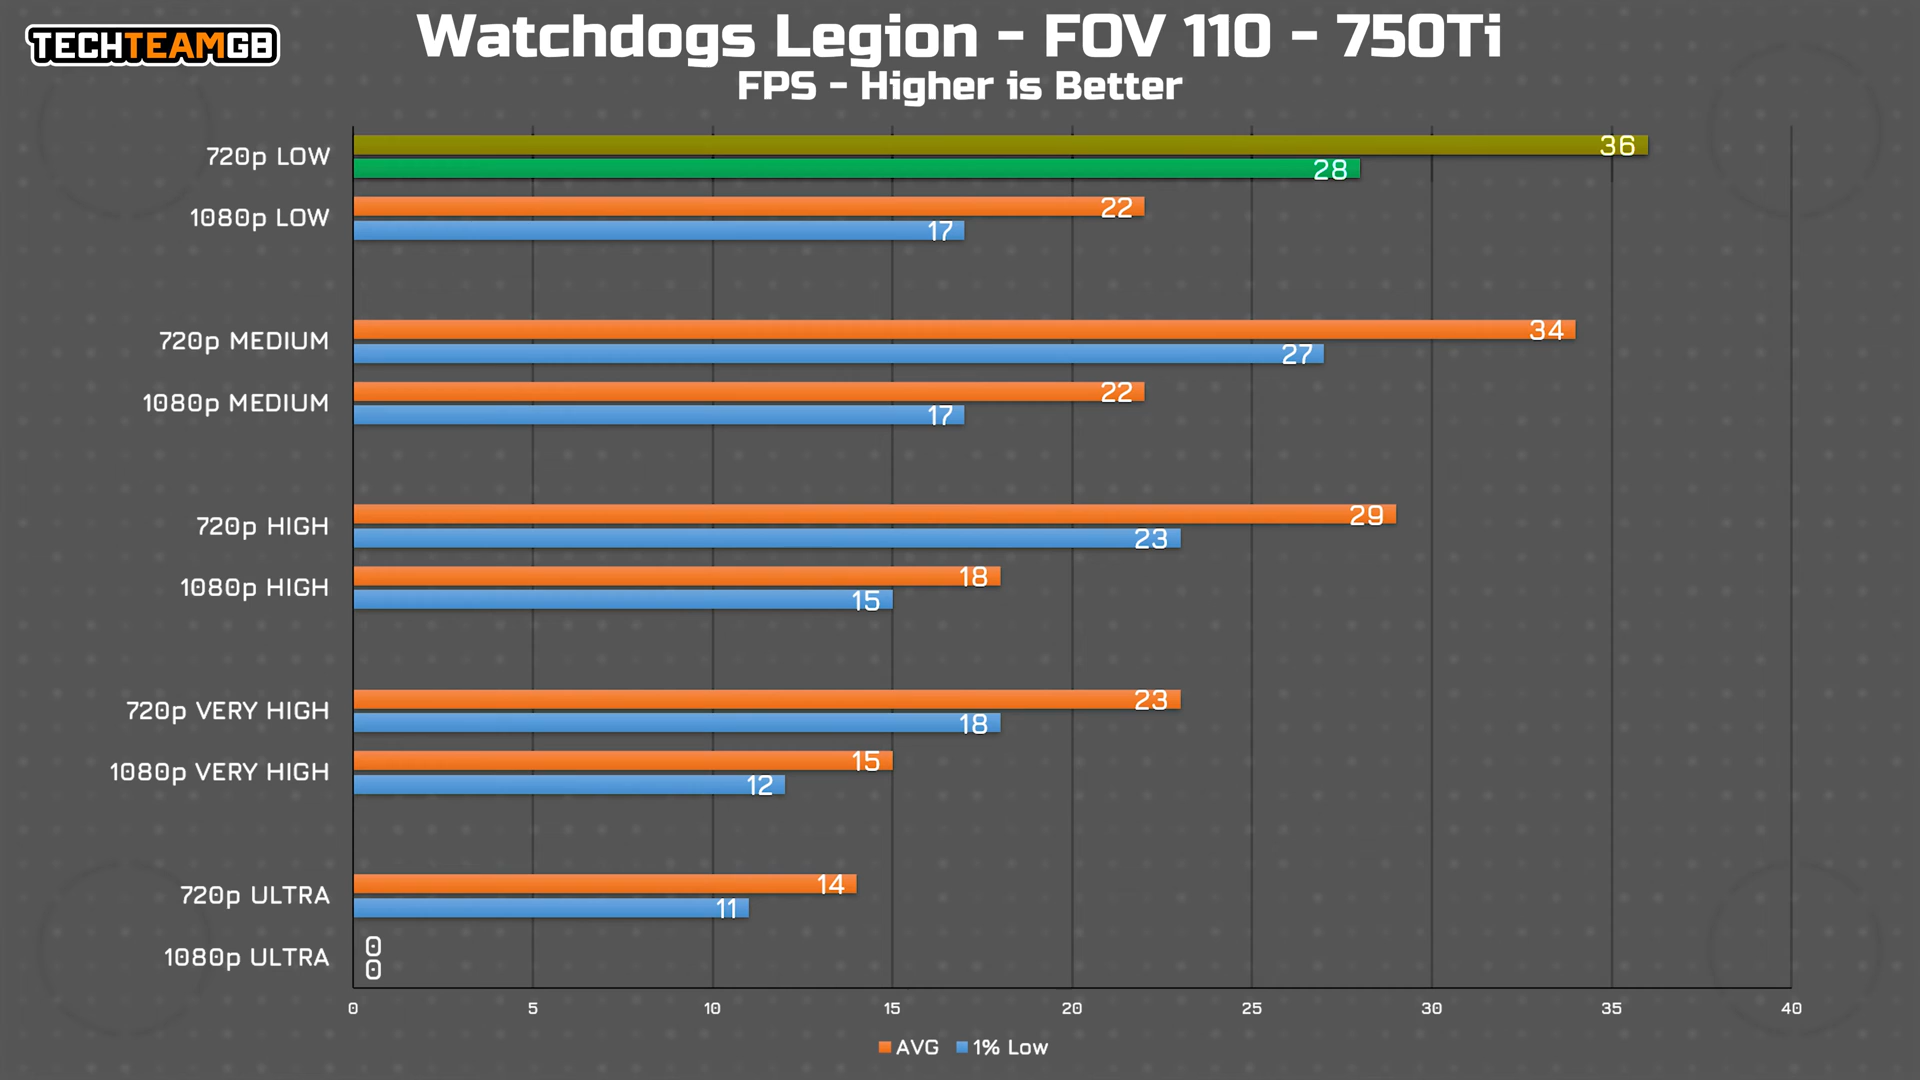 TECHTEAMGB
Watchdogs Legion - FOV 110 - 750Ti
FPS - Higher is Better
720p LOW
36
28
1080p LOW
22
17
720p MEDIUM
34
27
1080p MEDIUM
22
17
720p HIGH
29
23
1080p HIGH
18
15
720p VERY HIGH
23
18
1080p VERY HIGH
15
12
720p ULTRA
14
11
1080p ULTRA
0
0
0 5 10 15 20 25 30 35 40
AVG 1% Low